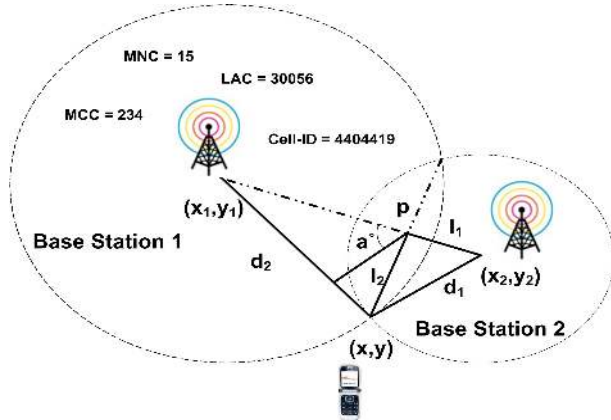 MNC = 15
LAC = 30056
MCC = 234
Cell-ID = 4404419
(x₁,y₁)
p
l₁
Base Station 1
a°
(x₂,y₂)
d₂
l₂
d₁
Base Station 2
(x,y)